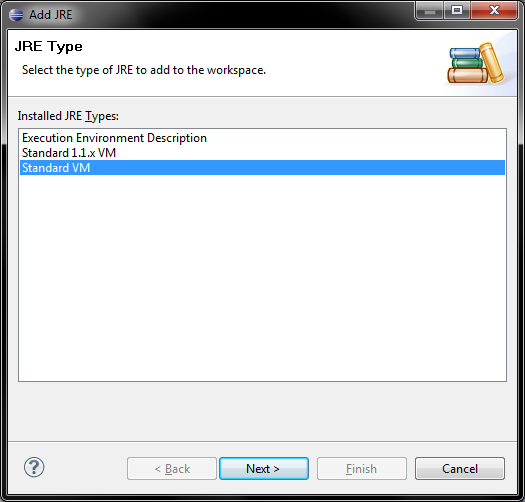 Add JRE
JRE Type
Select the type of JRE to add to the workspace.
Installed JRE Types:
Execution Environment Description
Standard 1.1.x VM
Standard VM
?
< Back
Next >
Finish
Cancel